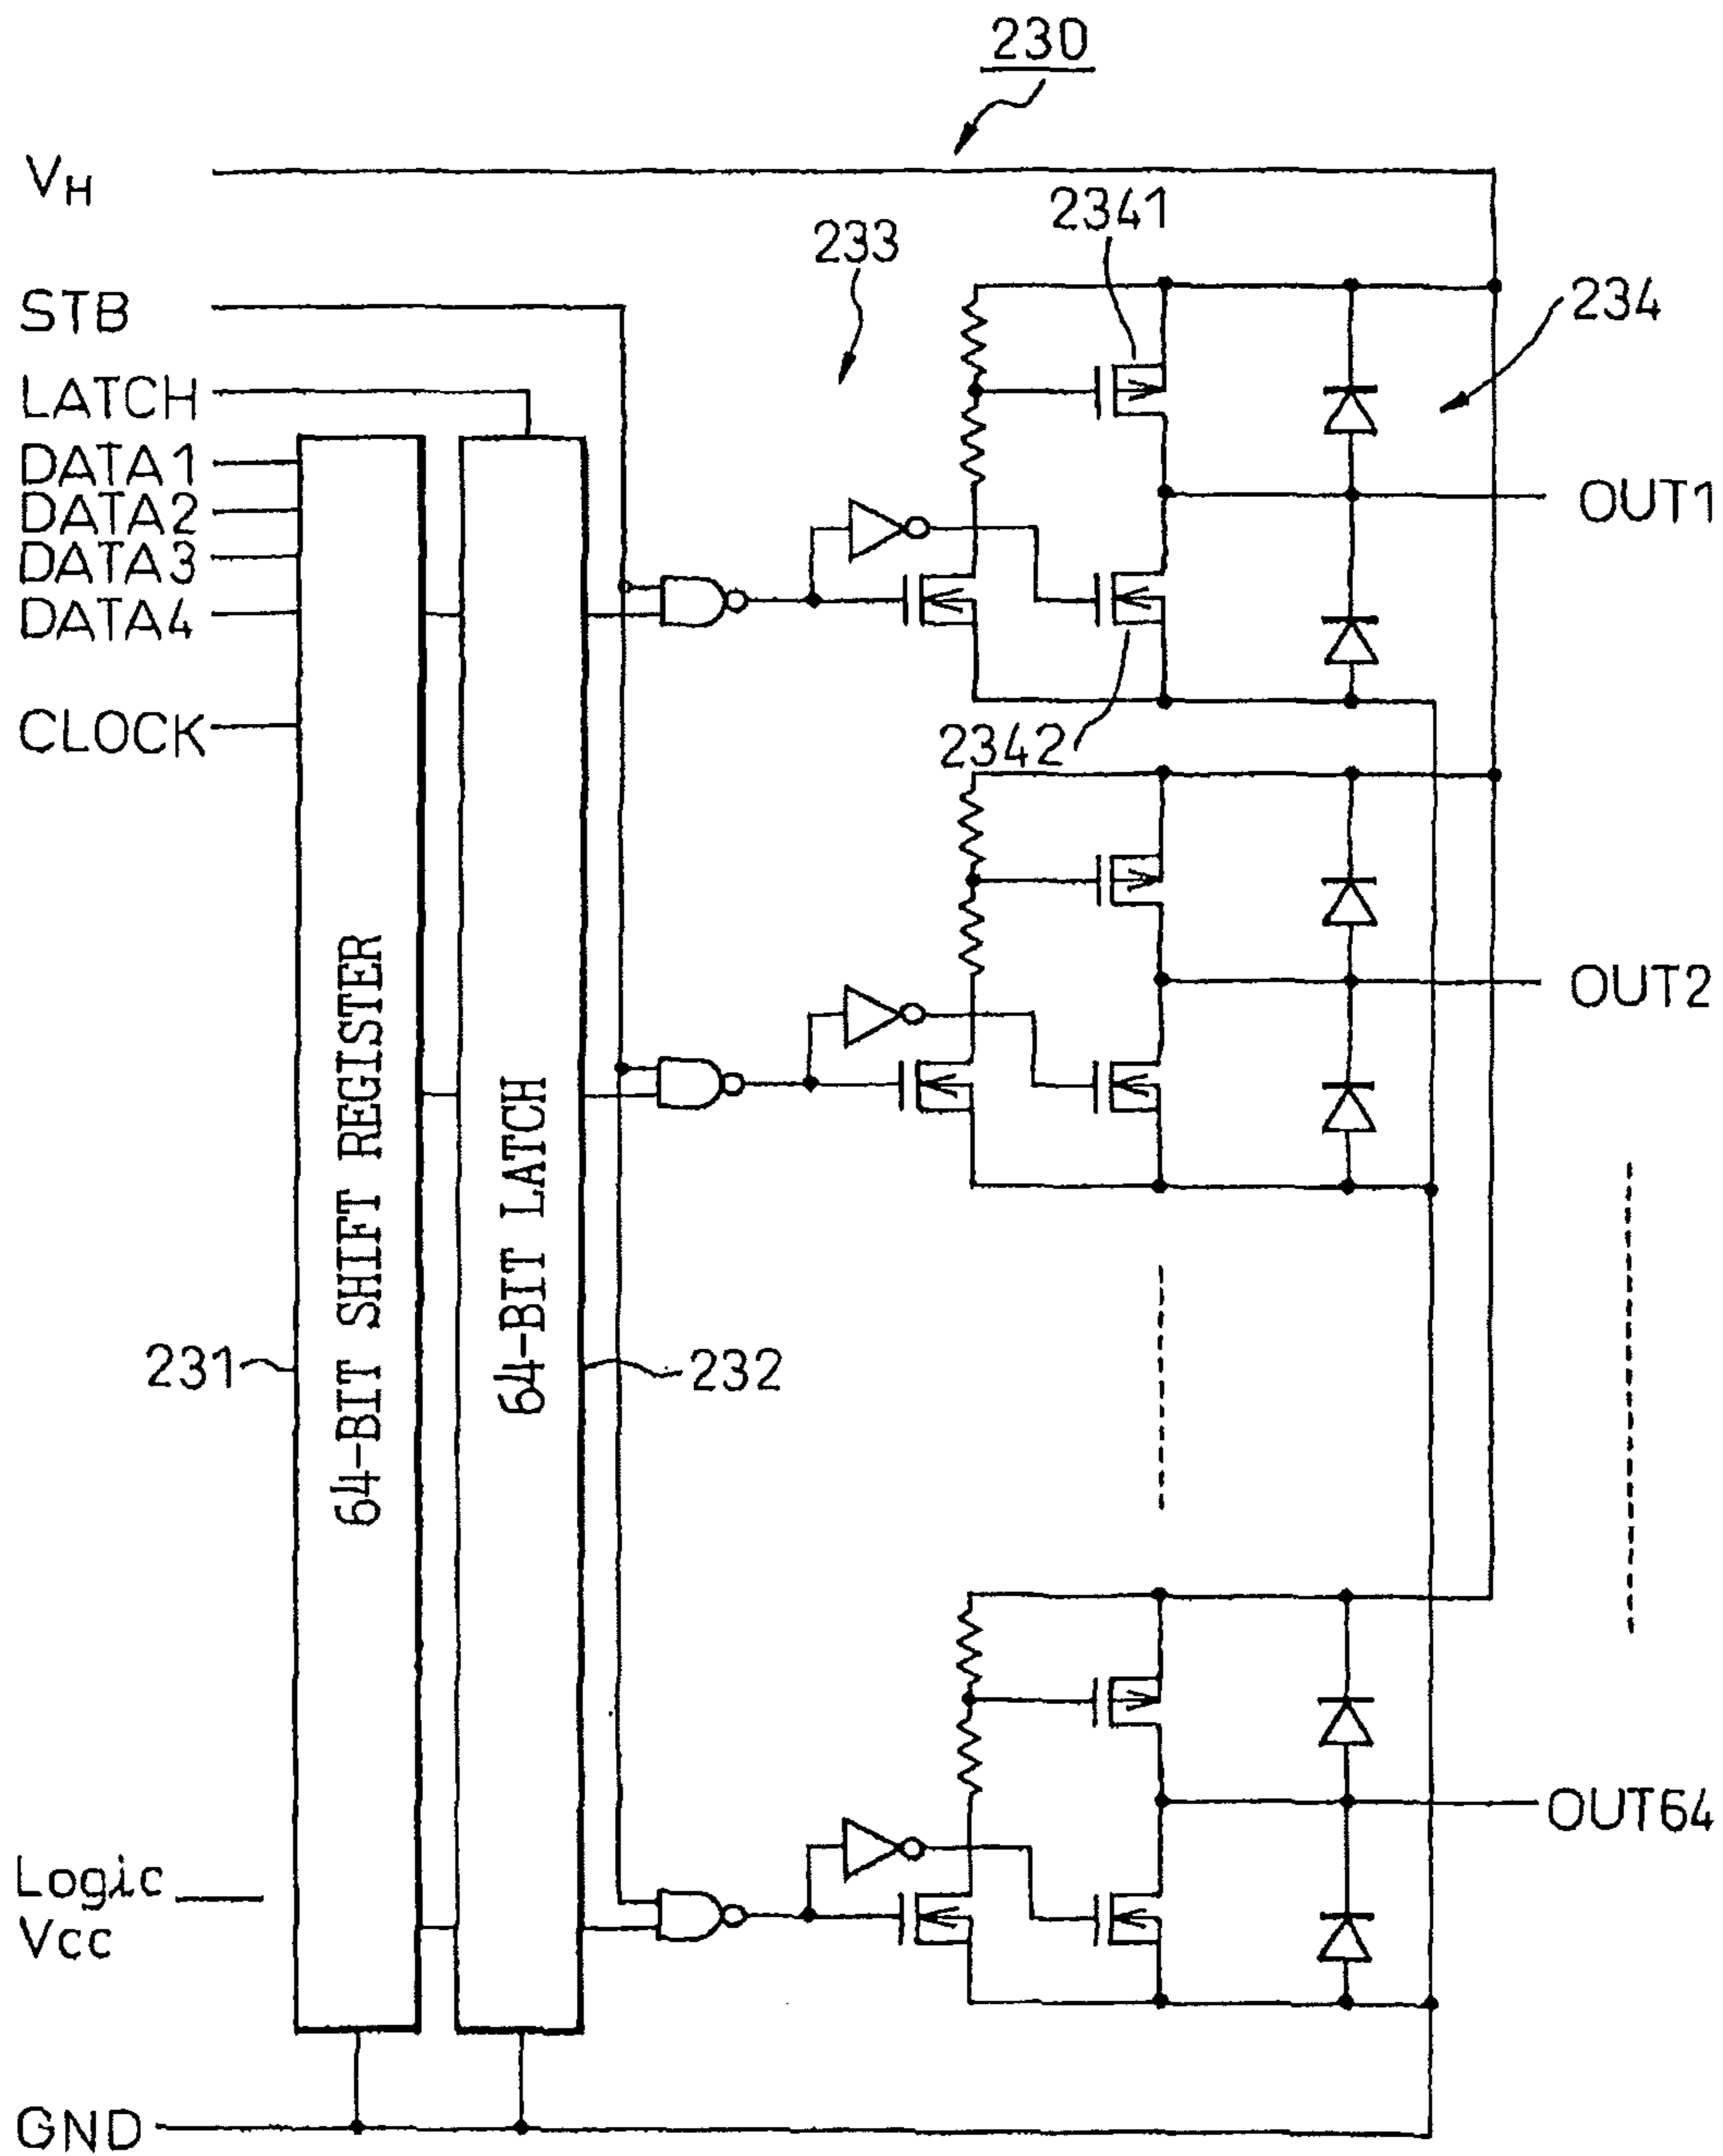 230
VH
2341
233
STB
234
LATCH
DATA1
DATA2
DATA3
DATA4
OUT1
CLOCK
2342
OUT2
64-BIT SHIFT REGISTER
64-BIT LATCH
231
232
OUT64
Logic
Vcc
GND